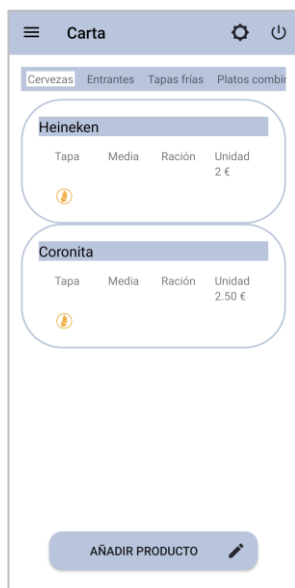 Carta
Cervezas Entrantes Tapas frías Platos combin
Heineken
Tapa Media Ración Unidad
2 €
Coronita
Tapa Media Ración Unidad
2.50 €
AÑADIR PRODUCTO